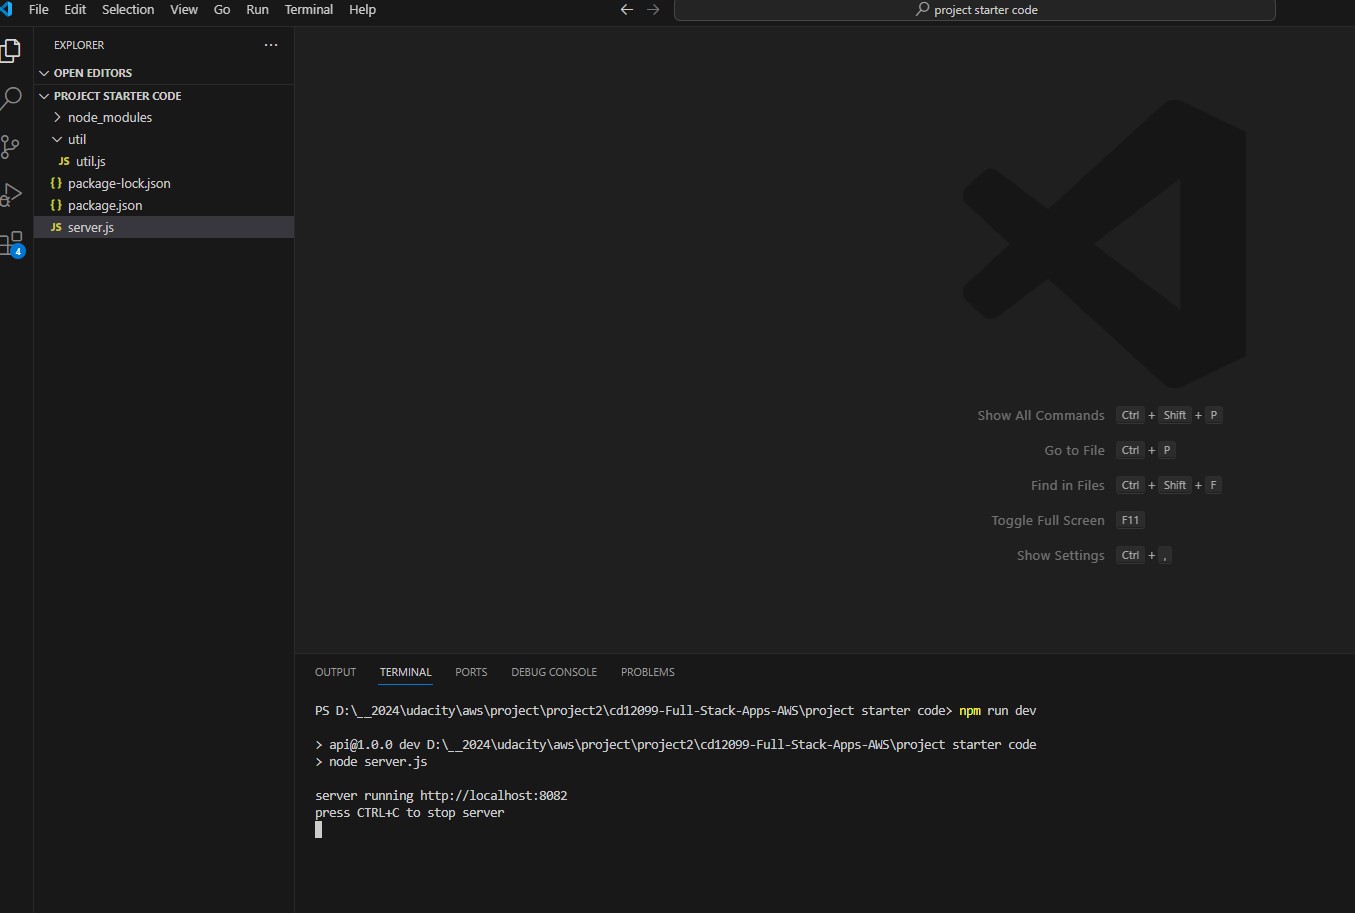 File Edit Selection View Go Run Terminal Help
project starter code
EXPLORER
OPEN EDITORS
PROJECT STARTER CODE
node_modules
util
JS util.js
{} package-lock.json
{} package.json
JS server.js
4
Show All Commands Ctrl + Shift + P
Go to File Ctrl + P
Find in Files Ctrl + Shift + F
Toggle Full Screen F11
Show Settings Ctrl + ,
OUTPUT TERMINAL PORTS DEBUG CONSOLE PROBLEMS
PS D:\__2024\udacity\aws\project\project2\cd12099-Full-Stack-Apps-AWS\project starter code> npm run dev
> api@1.0.0 dev D:\__2024\udacity\aws\project\project2\cd12099-Full-Stack-Apps-AWS\project starter code
> node server.js
server running http://localhost:8082
press CTRL+C to stop server